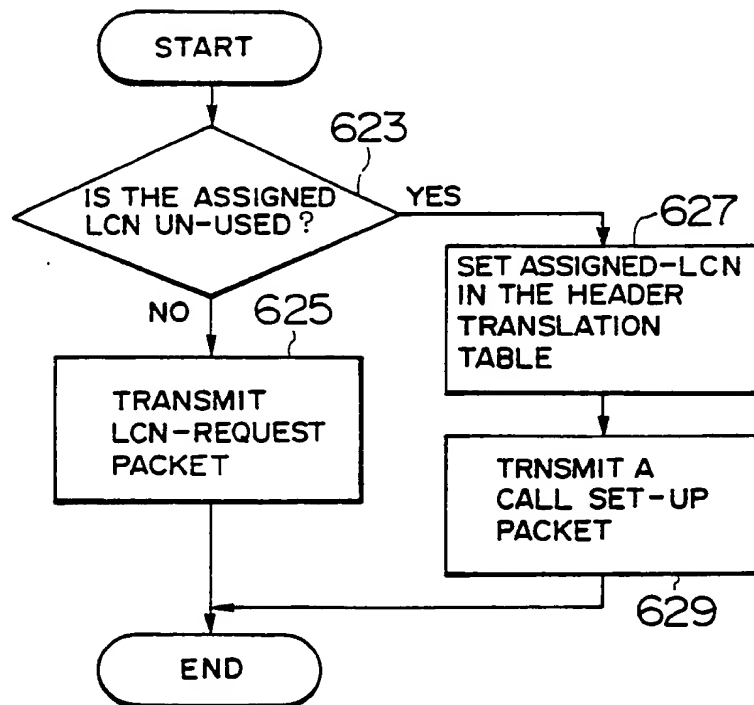 START
623
IS THE ASSIGNED
LCN UN-USED?
YES
NO
627
SET ASSIGNED-LCN
IN THE HEADER
TRANSLATION
TABLE
625
TRANSMIT
LCN-REQUEST
PACKET
TRNSMIT A
CALL SET-UP
PACKET
629
END